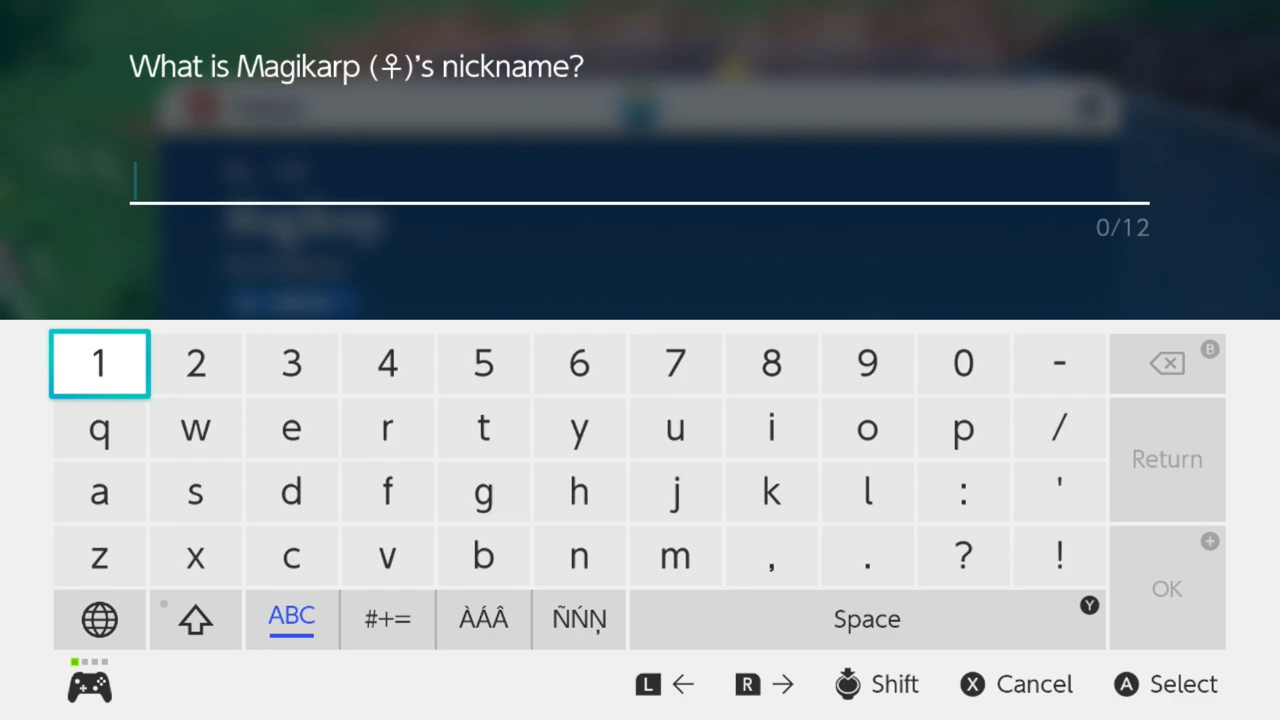 What is Magikarp (♀)'s nickname?
0/12
1 2 3 4 5 6 7 8 9 0 - B
q w e r t y u i o p / Return
a s d f g h j k l : '
z x c v b n m , . ? ! +
ABC #+= ÀÁÂ ÑŃŅ Space Y OK
L ← R → Shift X Cancel A Select